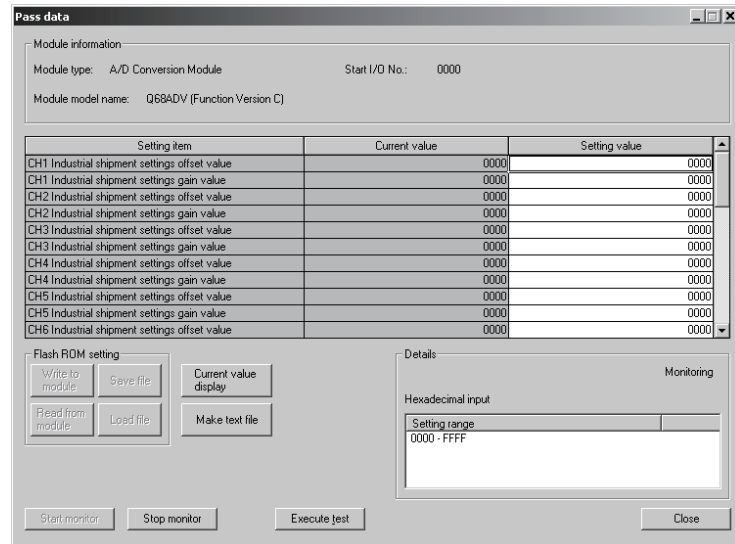 Pass data
Module information
Module type: A/D Conversion Module Start I/O No.: 0000
Module model name: Q68ADV (Function Version C)
Setting item Current value Setting value
CH1 Industrial shipment settings offset value 0000 0000
CH1 Industrial shipment settings gain value 0000 0000
CH2 Industrial shipment settings offset value 0000 0000
CH2 Industrial shipment settings gain value 0000 0000
CH3 Industrial shipment settings offset value 0000 0000
CH3 Industrial shipment settings gain value 0000 0000
CH4 Industrial shipment settings offset value 0000 0000
CH4 Industrial shipment settings gain value 0000 0000
CH5 Industrial shipment settings offset value 0000 0000
CH5 Industrial shipment settings gain value 0000 0000
CH6 Industrial shipment settings offset value 0000 0000
Flash ROM setting
Write to
module
Save file
Current value
display
Read from
module
Load file
Make text file
Details
Monitoring
Hexadecimal input
Setting range
0000 - FFFF
Start monitor Stop monitor Execute test Close